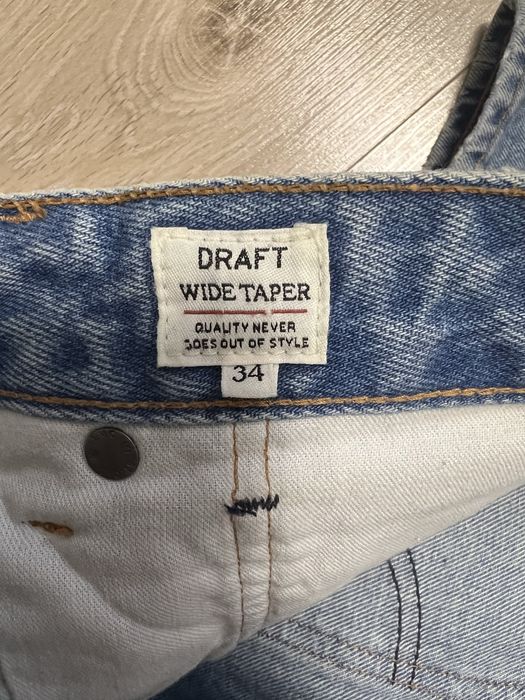 DRAFT
WIDE TAPER
QUALITY NEVER
GOES OUT OF STYLE
34